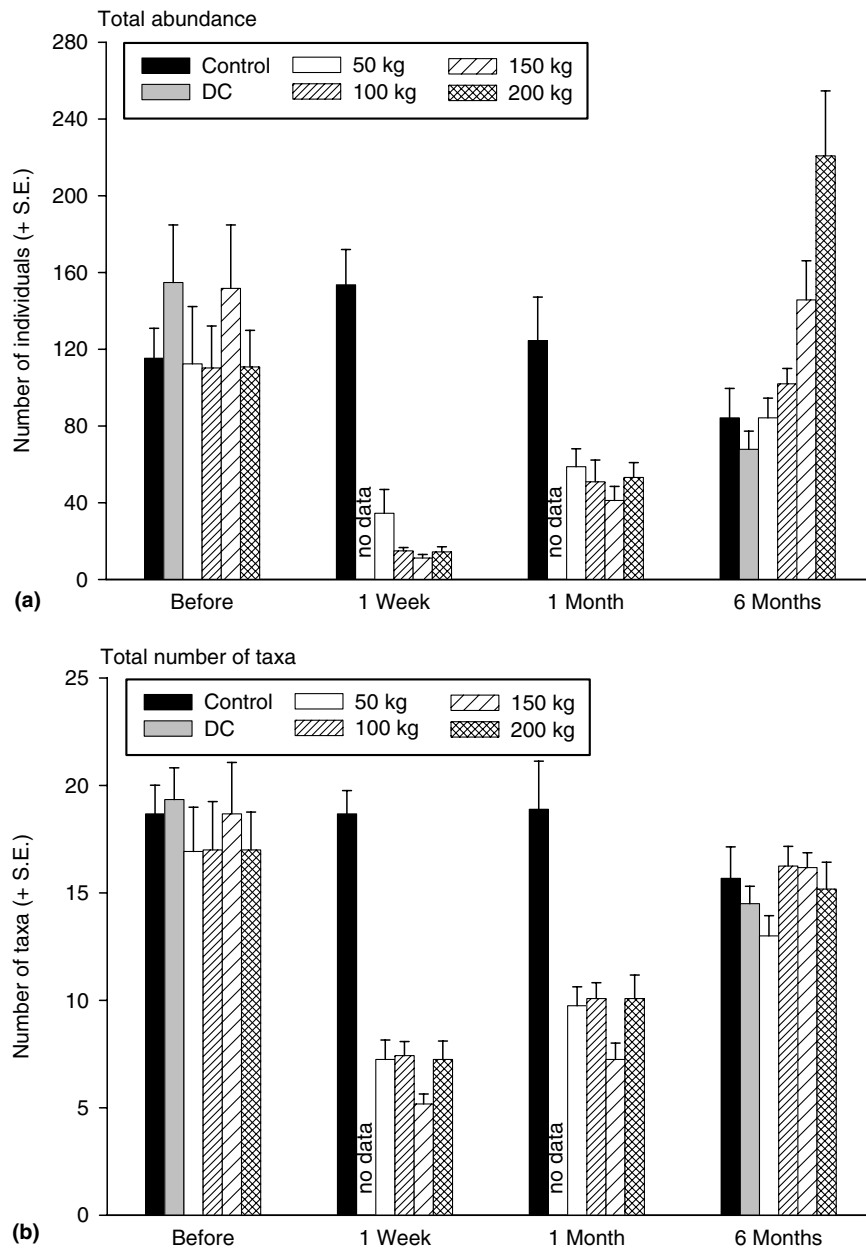 Total abundance
280
240
200
160
120
80
40
0
Number of individuals (+ S.E.)
Control
50 kg
150 kg
DC
100 kg
200 kg
no data
no data
(a)
Before
1 Week
1 Month
6 Months
Total number of taxa
25
20
15
10
5
0
Number of taxa (+ S.E.)
Control
50 kg
150 kg
DC
100 kg
200 kg
no data
no data
(b)
Before
1 Week
1 Month
6 Months